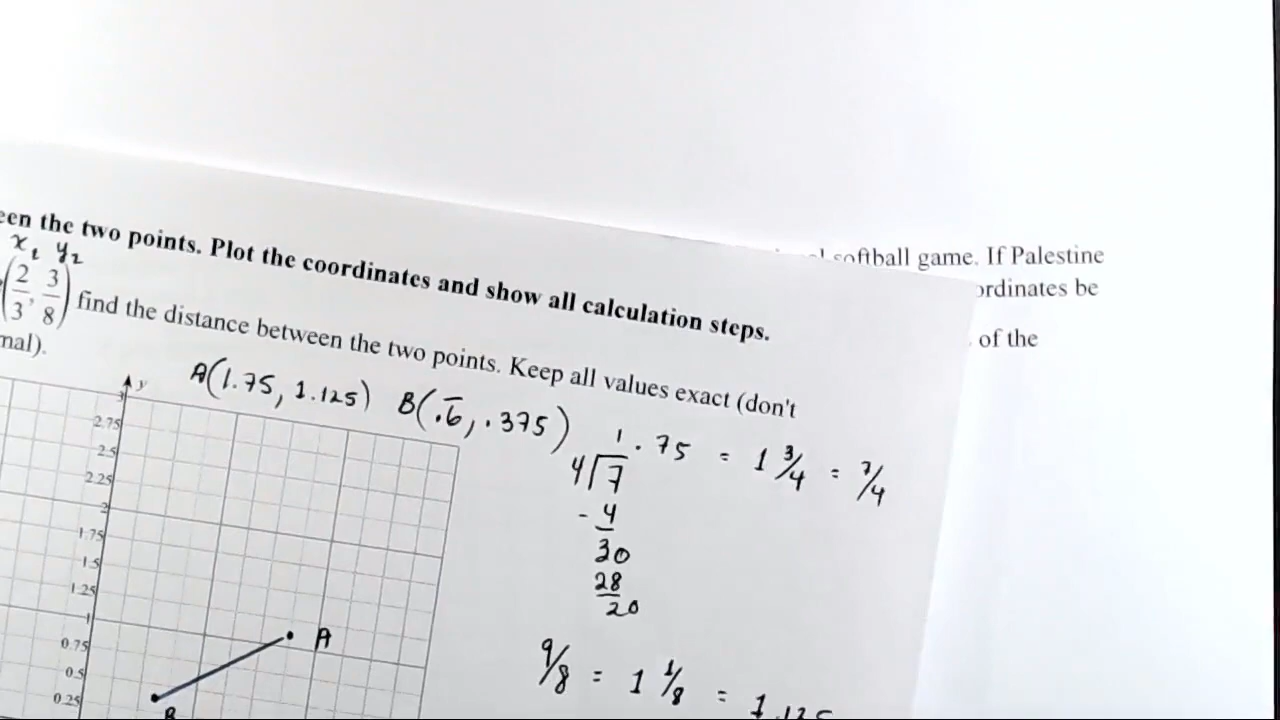 een the two points. Plot the coordinates and show all calculation steps.
x₂ y₂
(2/3, 3/8) find the distance between the two points. Keep all values exact (don't
nal).
softball game. If Palestine
ordinates be
of the
A(1.75, 1.125) B(.6̅, .375)
1.75 = 1 3/4 = 7/4
4√7
- 4
30
28
20
9/8 = 1 1/8 = 1.125
y
3
2.75
2.5
2.25
2
1.75
1.5
1.25
1
0.75
0.5
0.25
A
B